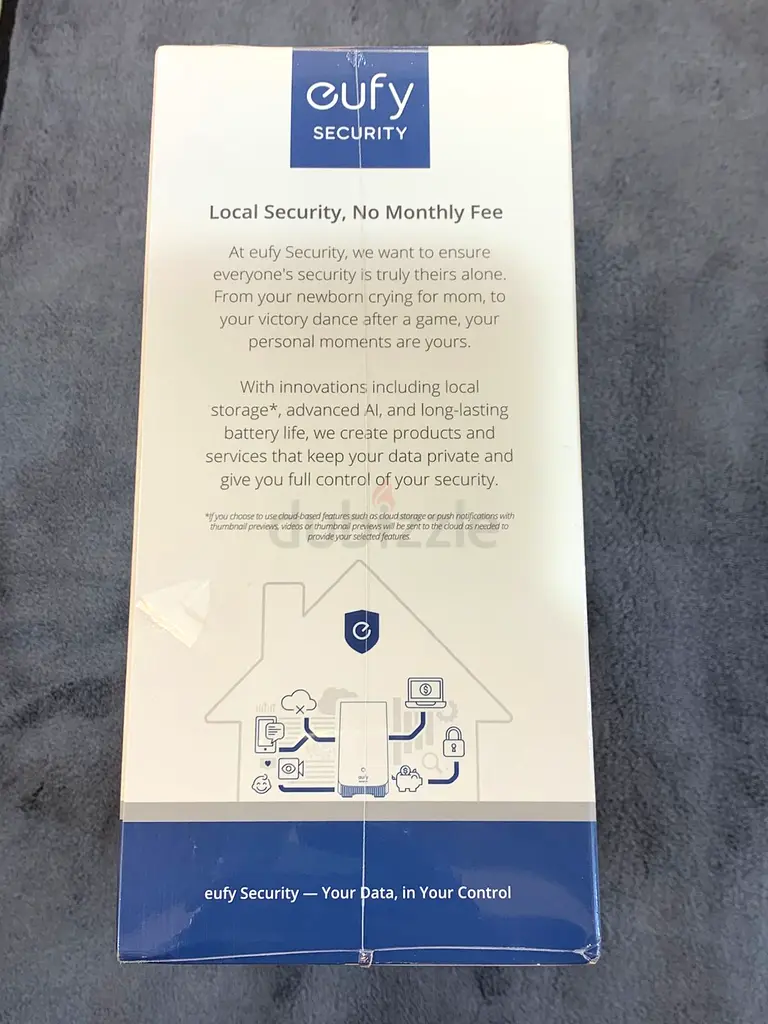 eufy
SECURITY
Local Security, No Monthly Fee
At eufy Security, we want to ensure
everyone's security is truly theirs alone.
From your newborn crying for mom, to
your victory dance after a game, your
personal moments are yours.
With innovations including local
storage*, advanced AI, and long-lasting
battery life, we create products and
services that keep your data private and
give you full control of your security.
*If you choose to use cloud-based features such as cloud storage or push notifications with
thumbnail previews, videos or thumbnail previews will be sent to the cloud as needed to
provide your selected features.
dubizzle
eufy
eufy Security — Your Data, in Your Control